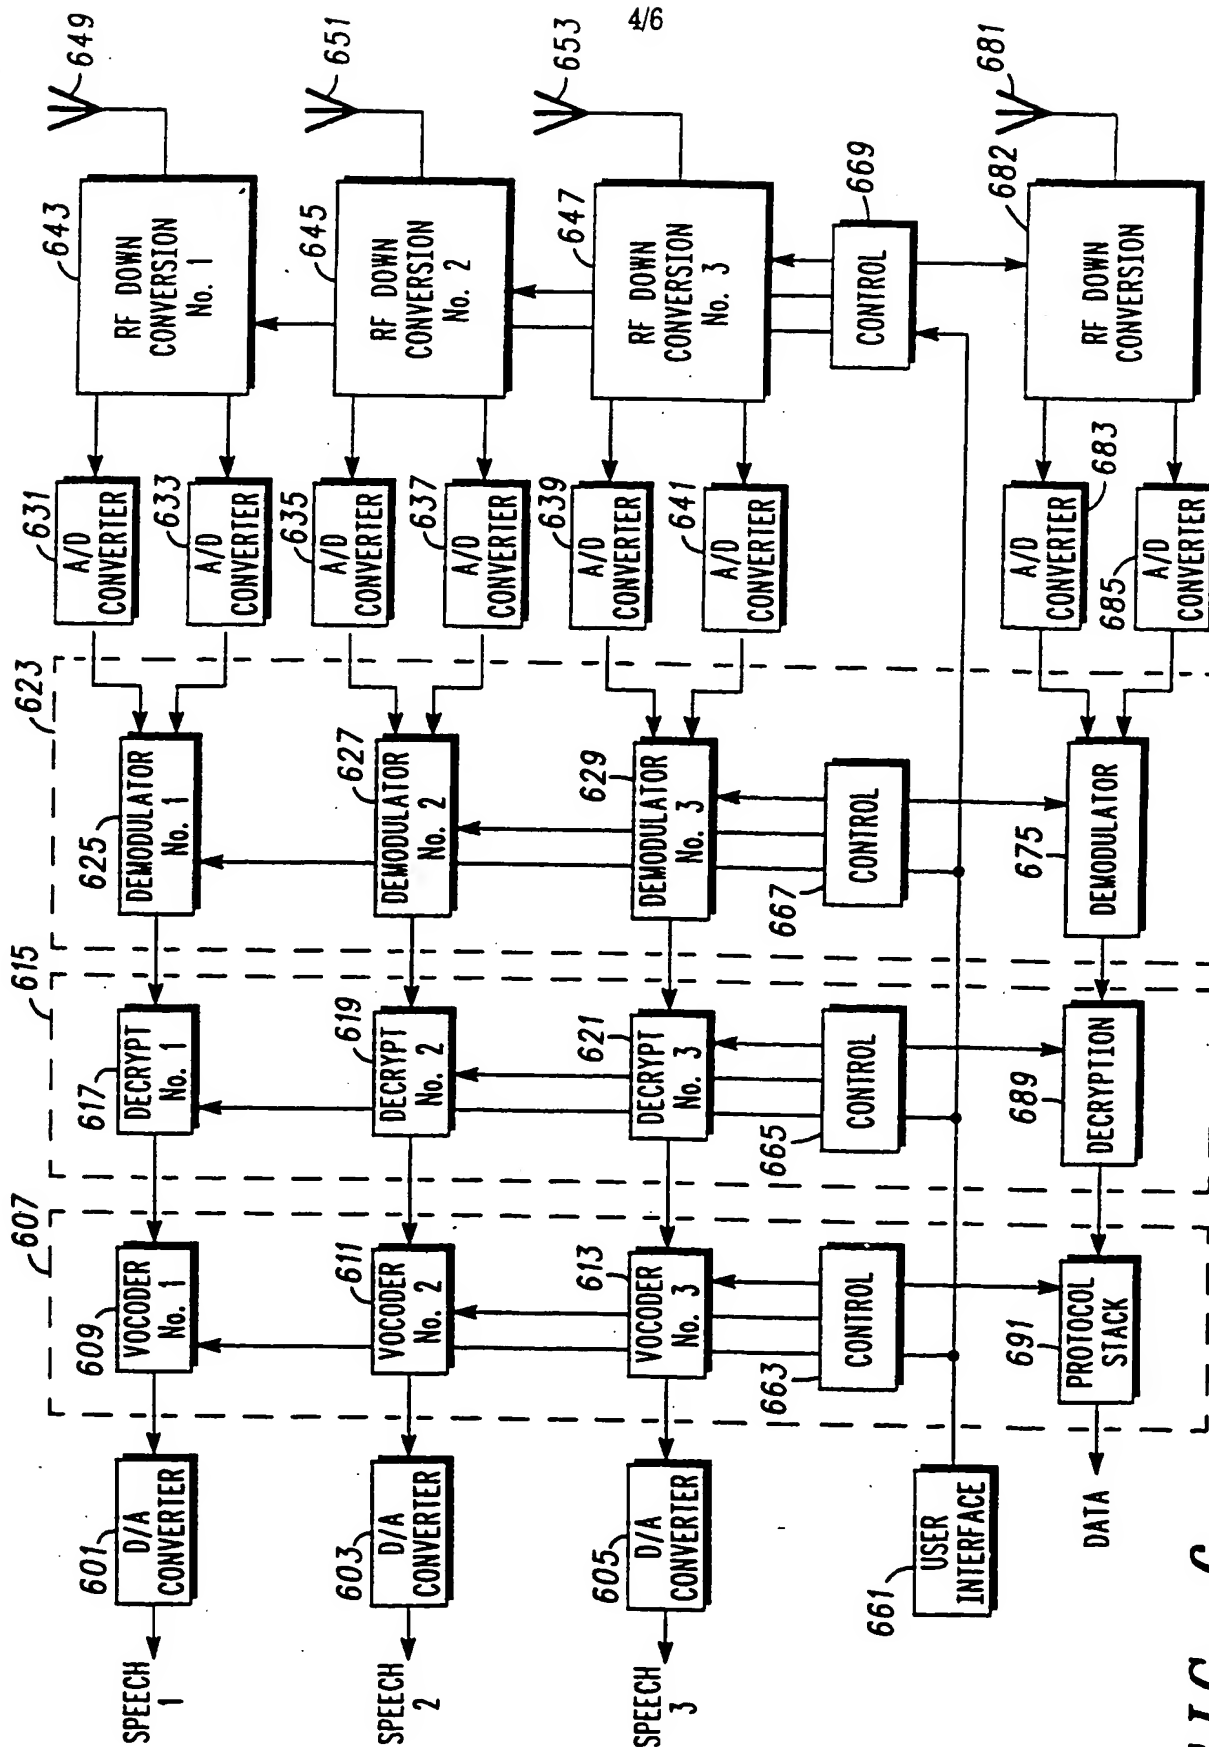 4/6
649
643
RF DOWN
CONVERSION
No. 1
631
A/D
CONVERTER
633
A/D
CONVERTER
623
625
DEMODULATOR
No. 1
615
617
DECRYPT
No. 1
607
609
VOCODER
No. 1
601
D/A
CONVERTER
SPEECH
1
651
645
RF DOWN
CONVERSION
No. 2
635
A/D
CONVERTER
637
A/D
CONVERTER
627
DEMODULATOR
No. 2
619
DECRYPT
No. 2
611
VOCODER
No. 2
603
D/A
CONVERTER
SPEECH
2
653
647
RF DOWN
CONVERSION
No. 3
639
A/D
CONVERTER
641
A/D
CONVERTER
629
DEMODULATOR
No. 3
621
DECRYPT
No. 3
613
VOCODER
No. 3
605
D/A
CONVERTER
SPEECH
3
669
CONTROL
667
CONTROL
665
CONTROL
663
CONTROL
661
USER
INTERFACE
681
682
RF DOWN
CONVERSION
683
A/D
CONVERTER
685
A/D
CONVERTER
675
DEMODULATOR
689
DECRYPTION
691
PROTOCOL
STACK
DATA